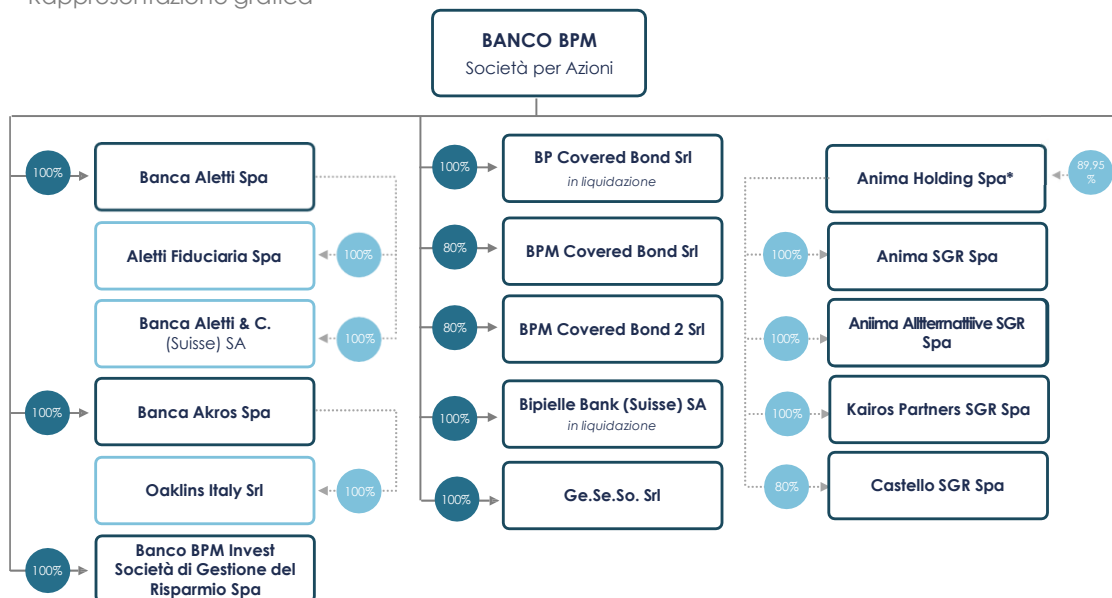 Rappresentazione grafica
BANCO BPM
Società per Azioni
100%
Banca Aletti Spa
Aletti Fiduciaria Spa
100%
Banca Aletti & C.
(Suisse) SA
100%
100%
Banca Akros Spa
Oaklins Italy Srl
100%
100%
Banco BPM Invest
Società di Gestione del
Risparmio Spa
100%
BP Covered Bond Srl
in liquidazione
80%
BPM Covered Bond Srl
80%
BPM Covered Bond 2 Srl
100%
Bipielle Bank (Suisse) SA
in liquidazione
100%
Ge.Se.So. Srl
Anima Holding Spa*
89,95
%
100%
Anima SGR Spa
100%
Aniima Allltternattiive SGR
Spa
100%
Kairos Partners SGR Spa
80%
Castello SGR Spa